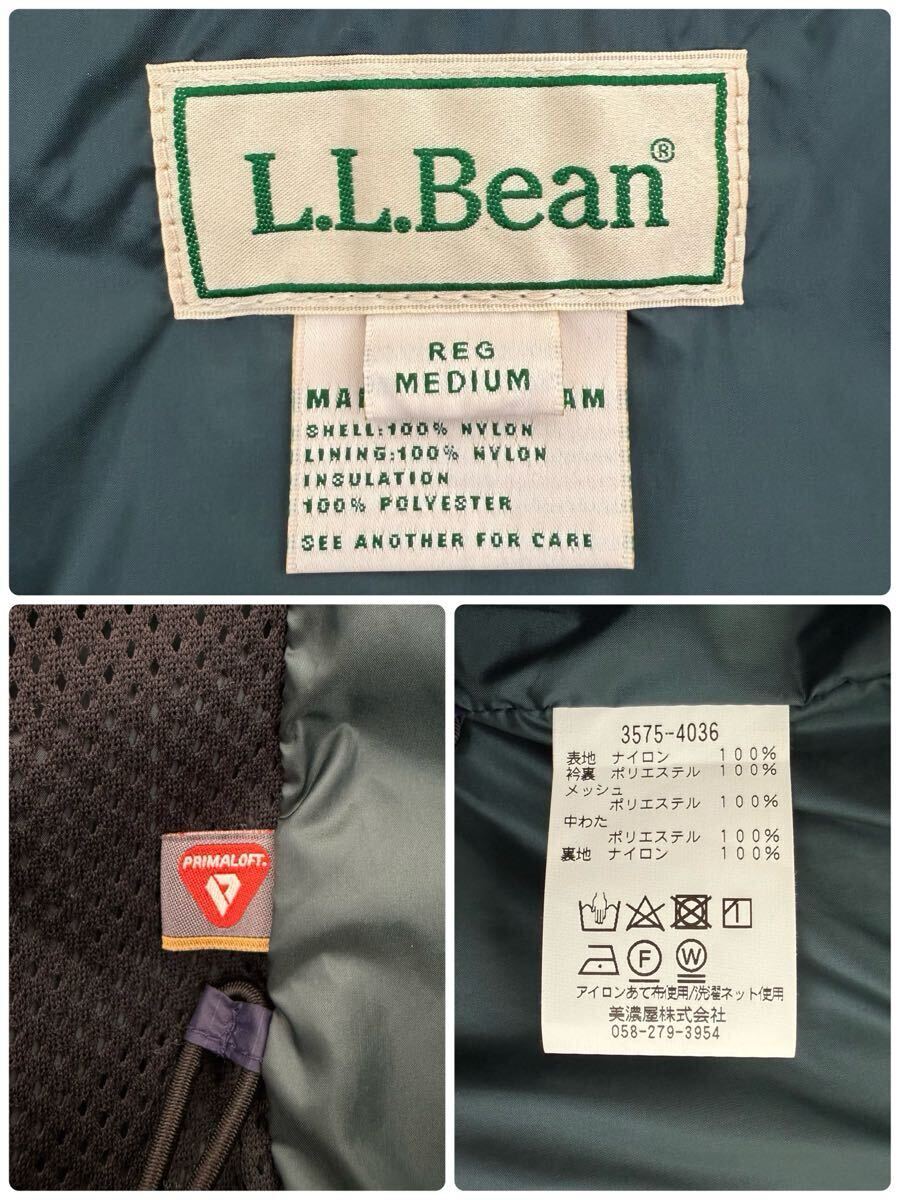 L.L.Bean®
REG
MEDIUM
MA AM
SHELL:100% NYLON
LINING:100% NYLON
INSULATION
100% POLYESTER
SEE ANOTHER FOR CARE
PRIMALOFT.
3575-4036
表地 ナイロン 100%
衿裏 ポリエステル 100%
メッシュ
ポリエステル 100%
中わた
ポリエステル 100%
裏地 ナイロン 100%
F W
アイロンあて布使用/洗濯ネット使用
美濃屋株式会社
058-279-3954